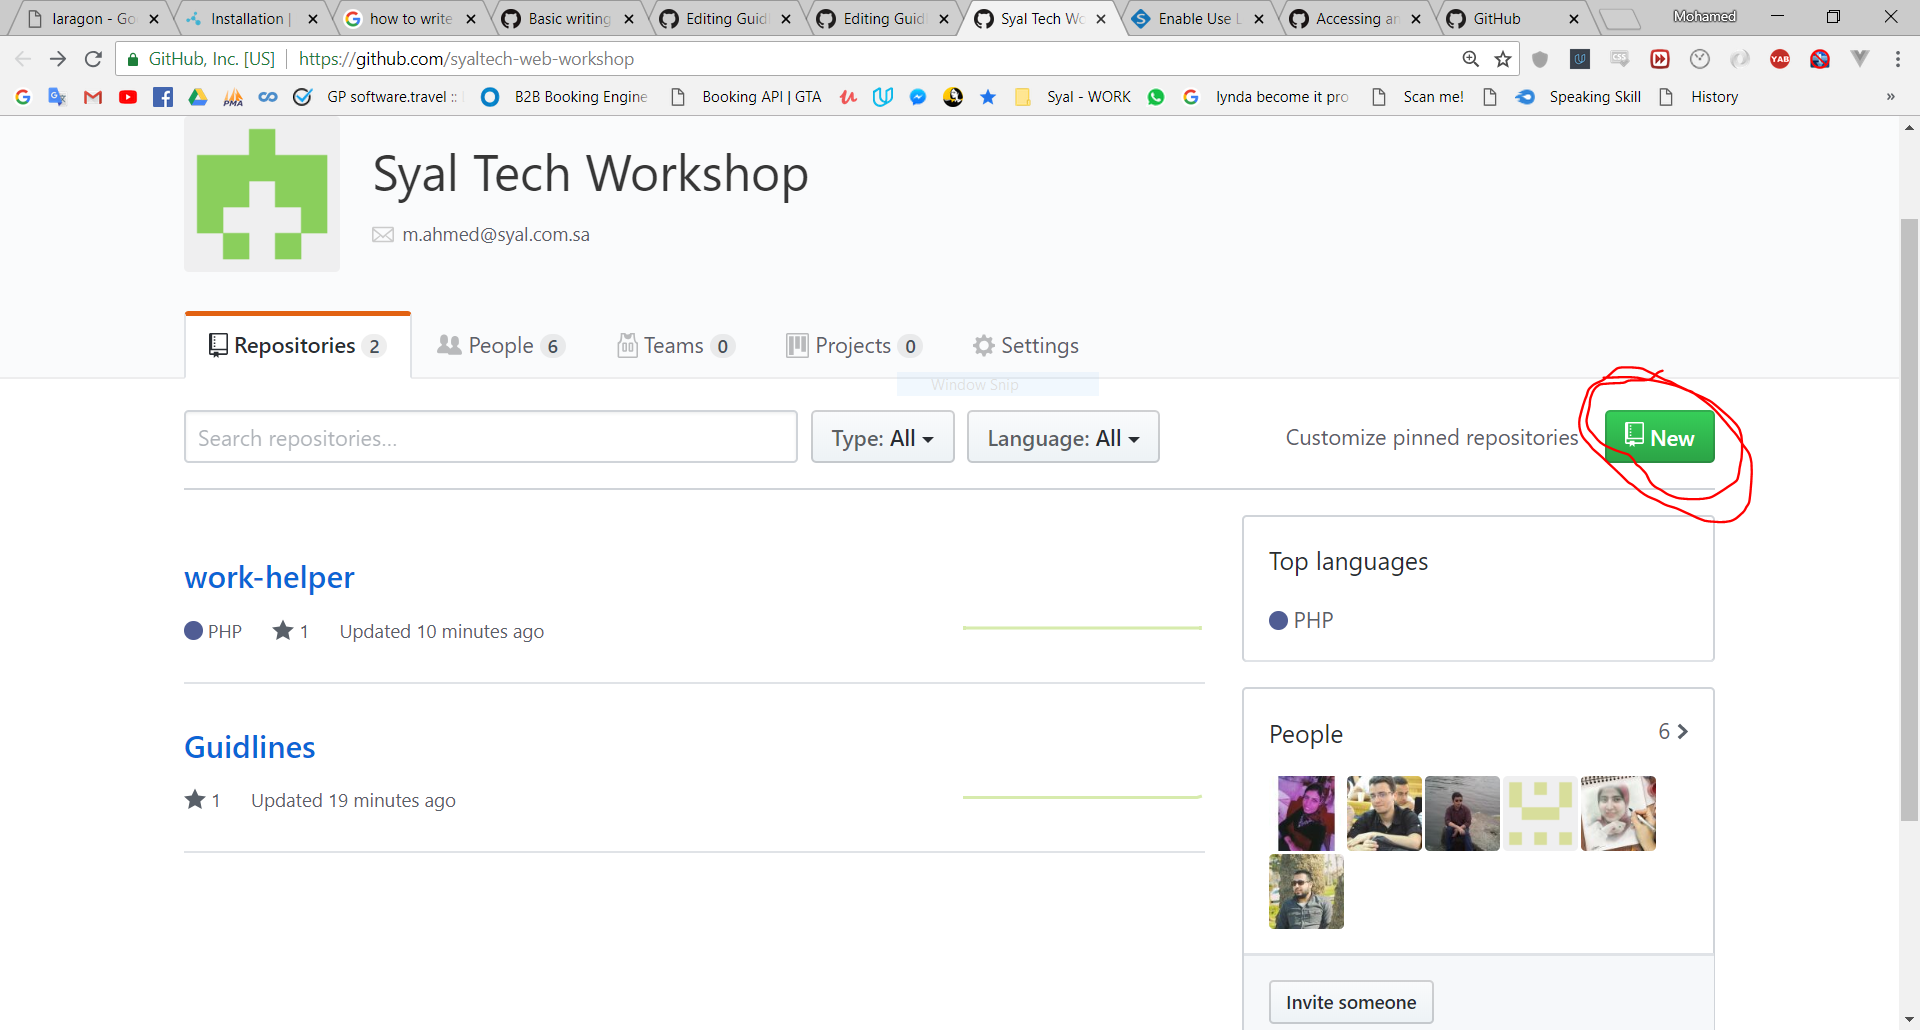 laragon - Go
Installation |
how to write
Basic writing
Editing Guid
Editing Guid
Syal Tech Wo
Enable Use L
Accessing a
GitHub
Mohamed
GitHub, Inc. [US]
https://github.com/syaltech-web-workshop
CSS
YAB
PMA
GP software.travel ::
B2B Booking Engine
Booking API | GTA
Syal - WORK
lynda become it pro
Scan me!
Speaking Skill
History
»
Syal Tech Workshop
m.ahmed@syal.com.sa
Repositories 2
People 6
Teams 0
Projects 0
Settings
Window Snip
Search repositories...
Type: All
Language: All
Customize pinned repositories
New
work-helper
PHP
1
Updated 10 minutes ago
Guidlines
1
Updated 19 minutes ago
Top languages
PHP
People
6
Invite someone